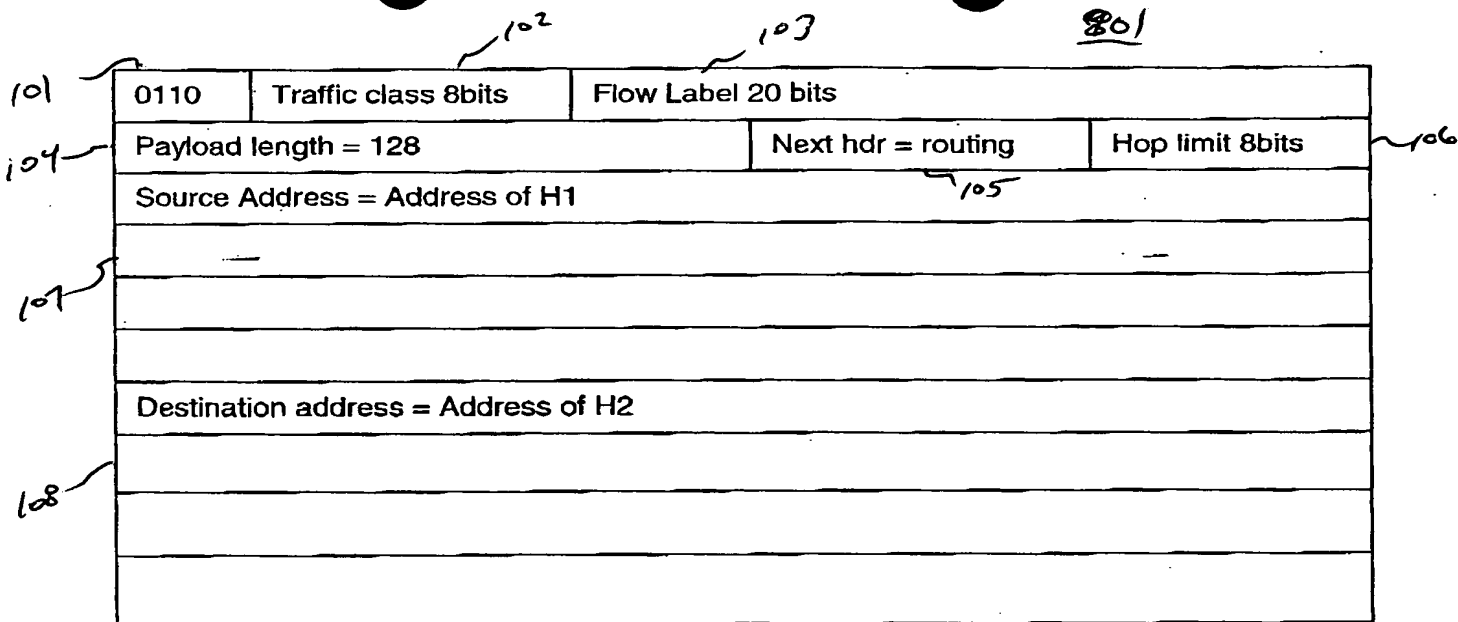 102 103 801
101 0110 Traffic class 8bits Flow Label 20 bits
104 Payload length = 128 Next hdr = routing Hop limit 8bits 106
105
Source Address = Address of H1
107
Destination address = Address of H2
108